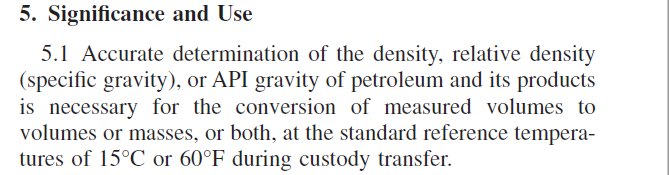 5. Significance and Use
5.1 Accurate determination of the density, relative density
(specific gravity), or API gravity of petroleum and its products
is necessary for the conversion of measured volumes to
volumes or masses, or both, at the standard reference tempera-
tures of 15°C or 60°F during custody transfer.